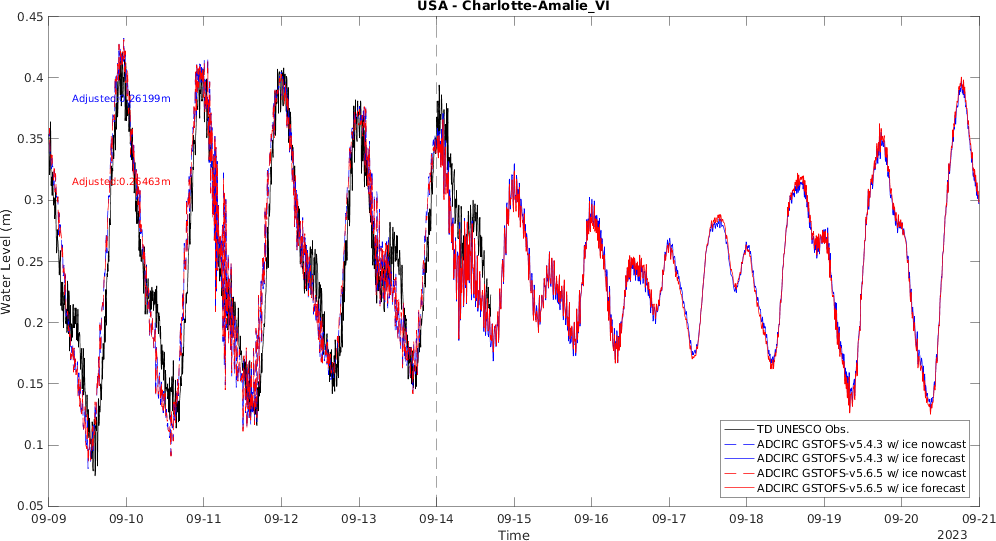 USA - Charlotte-Amalie_VI
0.45
0.4
0.35
0.3
0.25
0.2
0.15
0.1
0.05
Water Level (m)
Adjusted:0.26199m
Adjusted:0.26463m
TD UNESCO Obs.
ADCIRC GSTOFS-v5.4.3 w/ ice nowcast
ADCIRC GSTOFS-v5.4.3 w/ ice forecast
ADCIRC GSTOFS-v5.6.5 w/ ice nowcast
ADCIRC GSTOFS-v5.6.5 w/ ice forecast
09-09 09-10 09-11 09-12 09-13 09-14 09-15 09-16 09-17 09-18 09-19 09-20 09-21
Time
2023